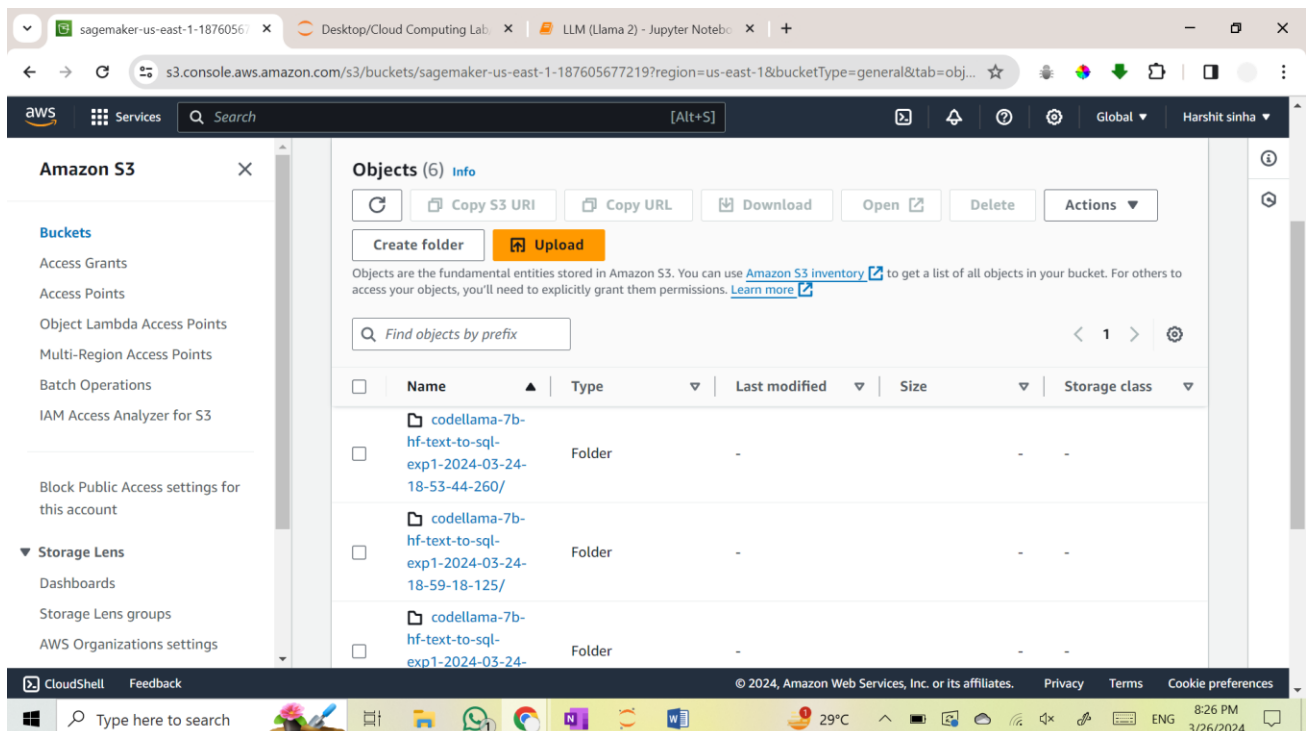 sagemaker-us-east-1-18760567
Desktop/Cloud Computing Lab
LLM (Llama 2) - Jupyter Notebo
s3.console.aws.amazon.com/s3/buckets/sagemaker-us-east-1-187605677219?region=us-east-1&bucketType=general&tab=obj...
aws
Services
Search
[Alt+S]
Global
Harshit sinha
Amazon S3
Buckets
Access Grants
Access Points
Object Lambda Access Points
Multi-Region Access Points
Batch Operations
IAM Access Analyzer for S3
Block Public Access settings for
this account
Storage Lens
Dashboards
Storage Lens groups
AWS Organizations settings
Objects (6) Info
Copy S3 URI
Copy URL
Download
Open
Delete
Actions
Create folder
Upload
Objects are the fundamental entities stored in Amazon S3. You can use Amazon S3 inventory to get a list of all objects in your bucket. For others to
access your objects, you'll need to explicitly grant them permissions. Learn more
Find objects by prefix
1
Name
Type
Last modified
Size
Storage class
codellama-7b-
hf-text-to-sql-
exp1-2024-03-24-
18-53-44-260/
Folder
-
-
-
codellama-7b-
hf-text-to-sql-
exp1-2024-03-24-
18-59-18-125/
Folder
-
-
-
codellama-7b-
hf-text-to-sql-
exp1-2024-03-24-
Folder
-
-
-
CloudShell
Feedback
© 2024, Amazon Web Services, Inc. or its affiliates.
Privacy
Terms
Cookie preferences
Type here to search
29°C
ENG
8:26 PM
3/26/2024